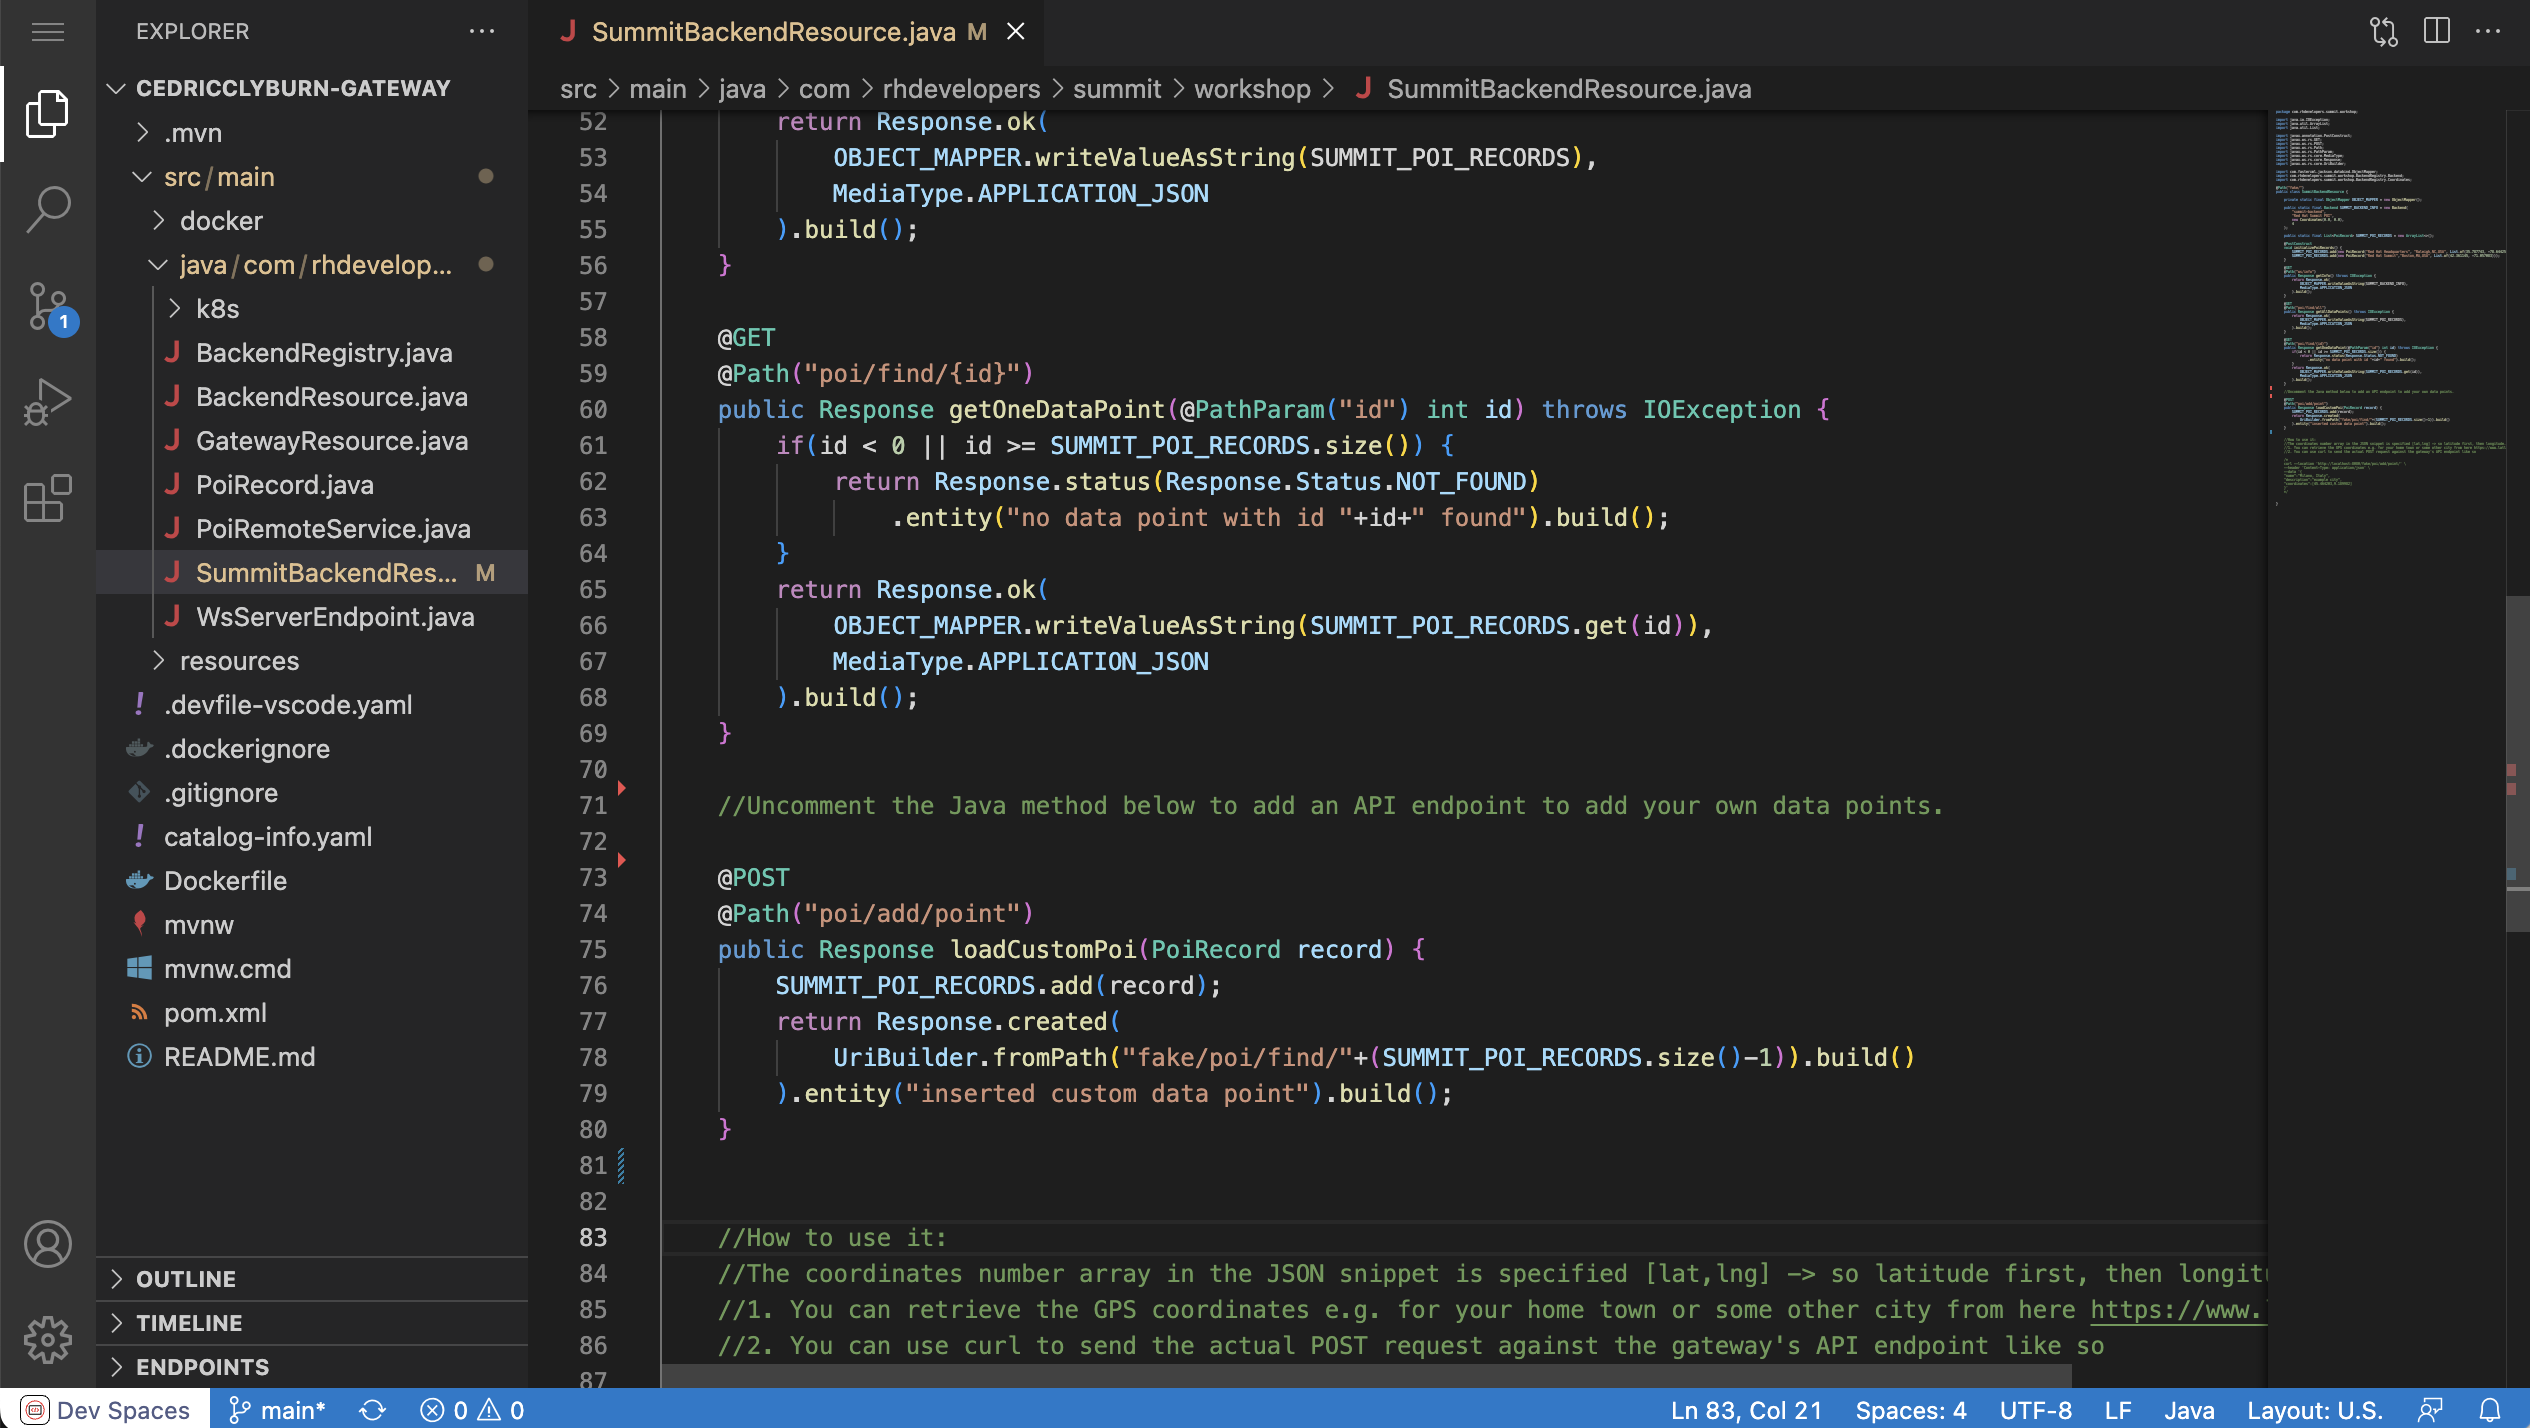 EXPLORER
CEDRICCLYBURN-GATEWAY
.mvn
src/main
docker
java/com/rhdevelop...
k8s
BackendRegistry.java
BackendResource.java
GatewayResource.java
PoiRecord.java
PoiRemoteService.java
SummitBackendRes... M
WsServerEndpoint.java
resources
.devfile-vscode.yaml
.dockerignore
.gitignore
catalog-info.yaml
Dockerfile
mvnw
mvnw.cmd
pom.xml
README.md
OUTLINE
TIMELINE
ENDPOINTS
1
SummitBackendResource.java M
src > main > java > com > rhdevelopers > summit > workshop > SummitBackendResource.java
52 return Response.ok(
53 OBJECT_MAPPER.writeValueAsString(SUMMIT_POI_RECORDS),
54 MediaType.APPLICATION_JSON
55 ).build();
56 }
57
58 @GET
59 @Path("poi/find/{id}")
60 public Response getOneDataPoint(@PathParam("id") int id) throws IOException {
61 if(id < 0 || id >= SUMMIT_POI_RECORDS.size()) {
62 return Response.status(Response.Status.NOT_FOUND)
63 .entity("no data point with id "+id+" found").build();
64 }
65 return Response.ok(
66 OBJECT_MAPPER.writeValueAsString(SUMMIT_POI_RECORDS.get(id)),
67 MediaType.APPLICATION_JSON
68 ).build();
69 }
70
71 //Uncomment the Java method below to add an API endpoint to add your own data points.
72
73 @POST
74 @Path("poi/add/point")
75 public Response loadCustomPoi(PoiRecord record) {
76 SUMMIT_POI_RECORDS.add(record);
77 return Response.created(
78 UriBuilder.fromPath("fake/poi/find/"+(SUMMIT_POI_RECORDS.size()-1)).build()
79 ).entity("inserted custom data point").build();
80 }
81
82
83 //How to use it:
84 //The coordinates number array in the JSON snippet is specified [lat,lng] -> so latitude first, then longit
85 //1. You can retrieve the GPS coordinates e.g. for your home town or some other city from here https://www.
86 //2. You can use curl to send the actual POST request against the gateway's API endpoint like so
87
Dev Spaces main* 0 0 Ln 83, Col 21 Spaces: 4 UTF-8 LF Java Layout: U.S.